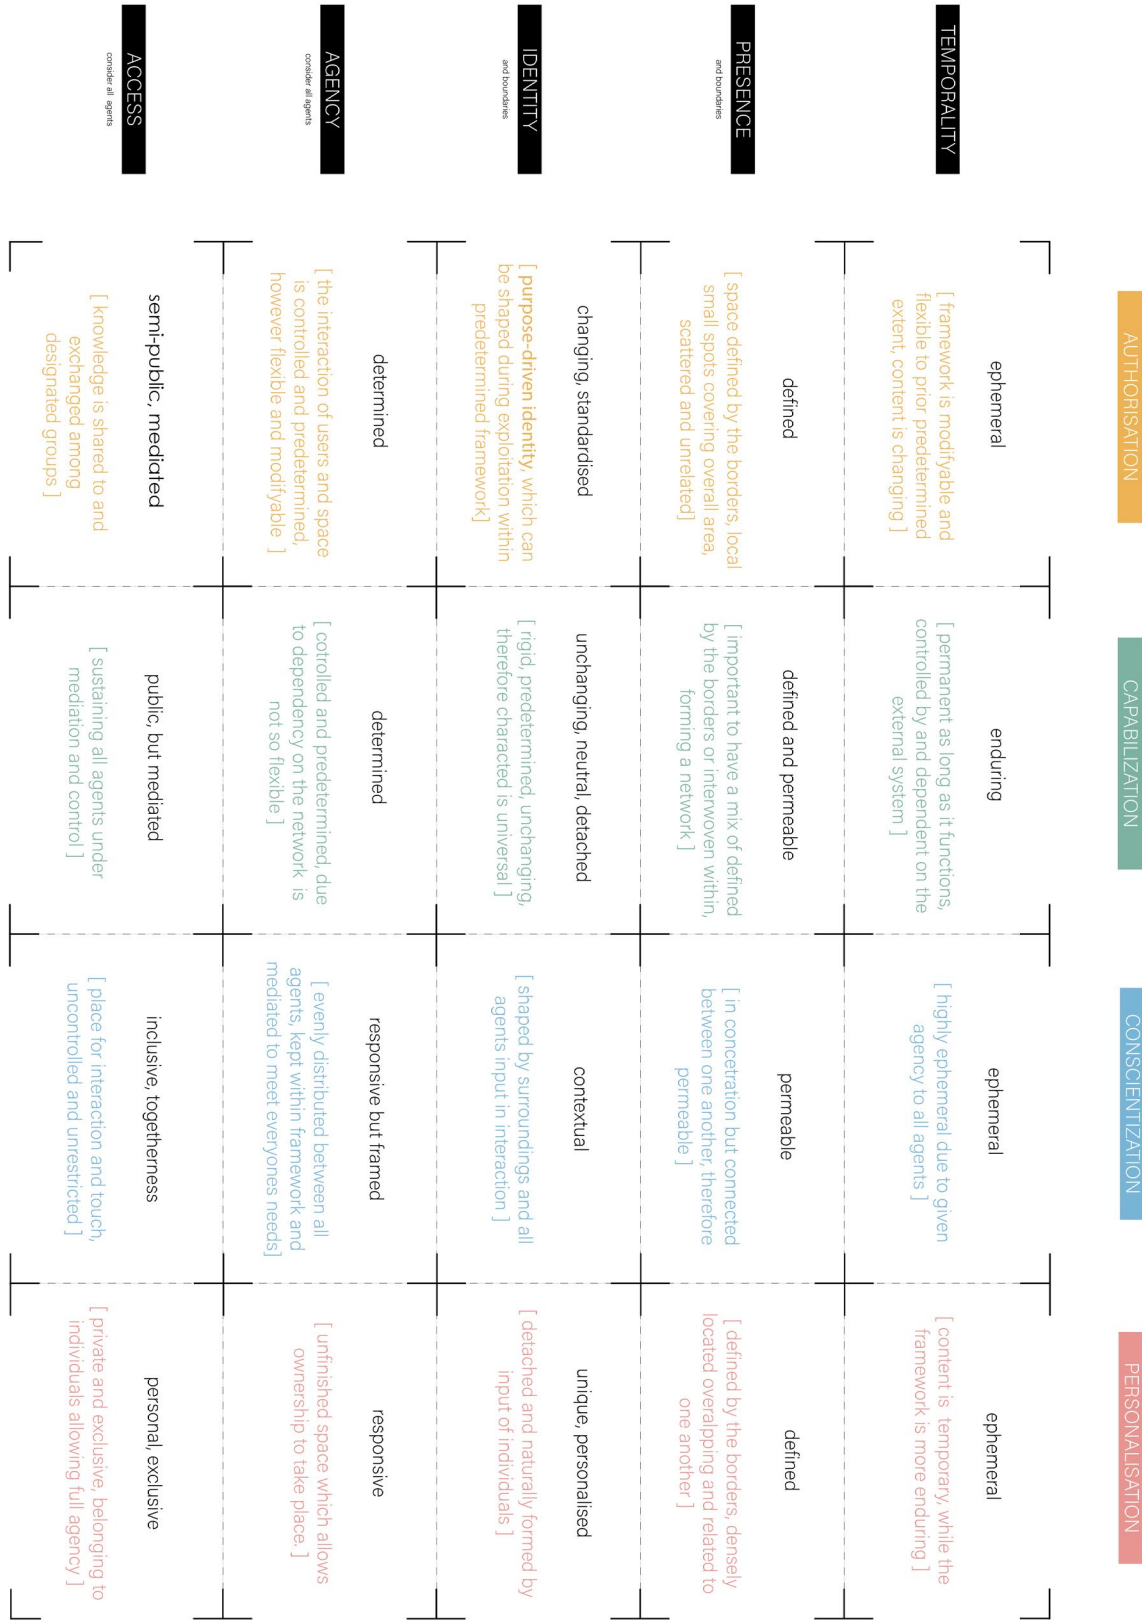 AUTHORISATION
CAPABILIZATION
CONSCIENTIZATION
PERSONALISATION
TEMPORALITY
ephemeral
[ framework is modifyable and
flexible to prior predetermined
extent, content is changing ]
enduring
[ permanent as long as it functions,
controlled by and dependent on the
external system ]
ephemeral
[ highly ephemeral due to given
agency to all agents ]
ephemeral
[ content is temporary, while the
framework is more enduring ]
PRESENCE
and boundaries
defined
[ space defined by the borders, local
small spots covering overall area,
scattered and unrelated]
defined and permeable
[ important to have a mix of defined
by the borders or interwoven within,
forming a network ]
permeable
[ in concetration but connected
between one another, therefore
permeable ]
defined
[ defined by the borders, densely
located overalpping and related to
one another ]
IDENTITY
and boundaries
changing, standardised
[ purpose-driven identity, which can
be shaped during exploitation within
predetermined framework]
unchanging, neutral, detached
[ rigid, predetermined, unchanging,
therefore characted is universal ]
contextual
[ shaped by surroundings and all
agents input in interaction ]
unique, personalised
[ detached and naturally formed by
input of individuals ]
AGENCY
consider all agents
determined
[ the interaction of users and space
is controlled and predetermined,
however flexible and modifyable ]
determined
[ cotrolled and predetermined, due
to dependency on the network is
not so flexible ]
responsive but framed
[ evenly distributed between all
agents, kept within framework and
mediated to meet everyones needs]
responsive
[ unfinished space which allows
ownership to take place. ]
ACCESS
consider all agents
semi-public, mediated
[ knowledge is shared to and
exchanged among
designated groups ]
public, but mediated
[ sustaining all agents under
mediation and control ]
inclusive, togetherness
[ place for interaction and touch,
uncontrolled and unrestricted ]
personal, exclusive
[ private and exclusive, belonging to
individuals allowing full agency ]